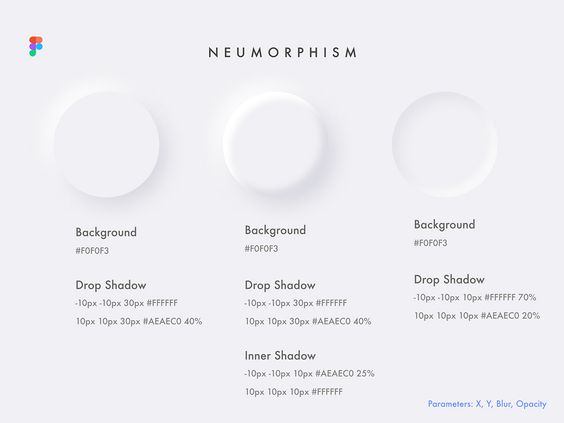 NEUMORPHISM
Background
#F0F0F3
Drop Shadow
-10px -10px 30px #FFFFFF
10px 10px 30px #AEAEC0 40%
Background
#F0F0F3
Drop Shadow
-10px -10px 30px #FFFFFF
10px 10px 30px #AEAEC0 40%
Inner Shadow
-10px -10px 10px #AEAEC0 25%
10px 10px 10px #FFFFFF
Background
#F0F0F3
Drop Shadow
-10px -10px 10px #FFFFFF 70%
10px 10px 10px #AEAEC0 20%
Parameters: X, Y, Blur, Opacity